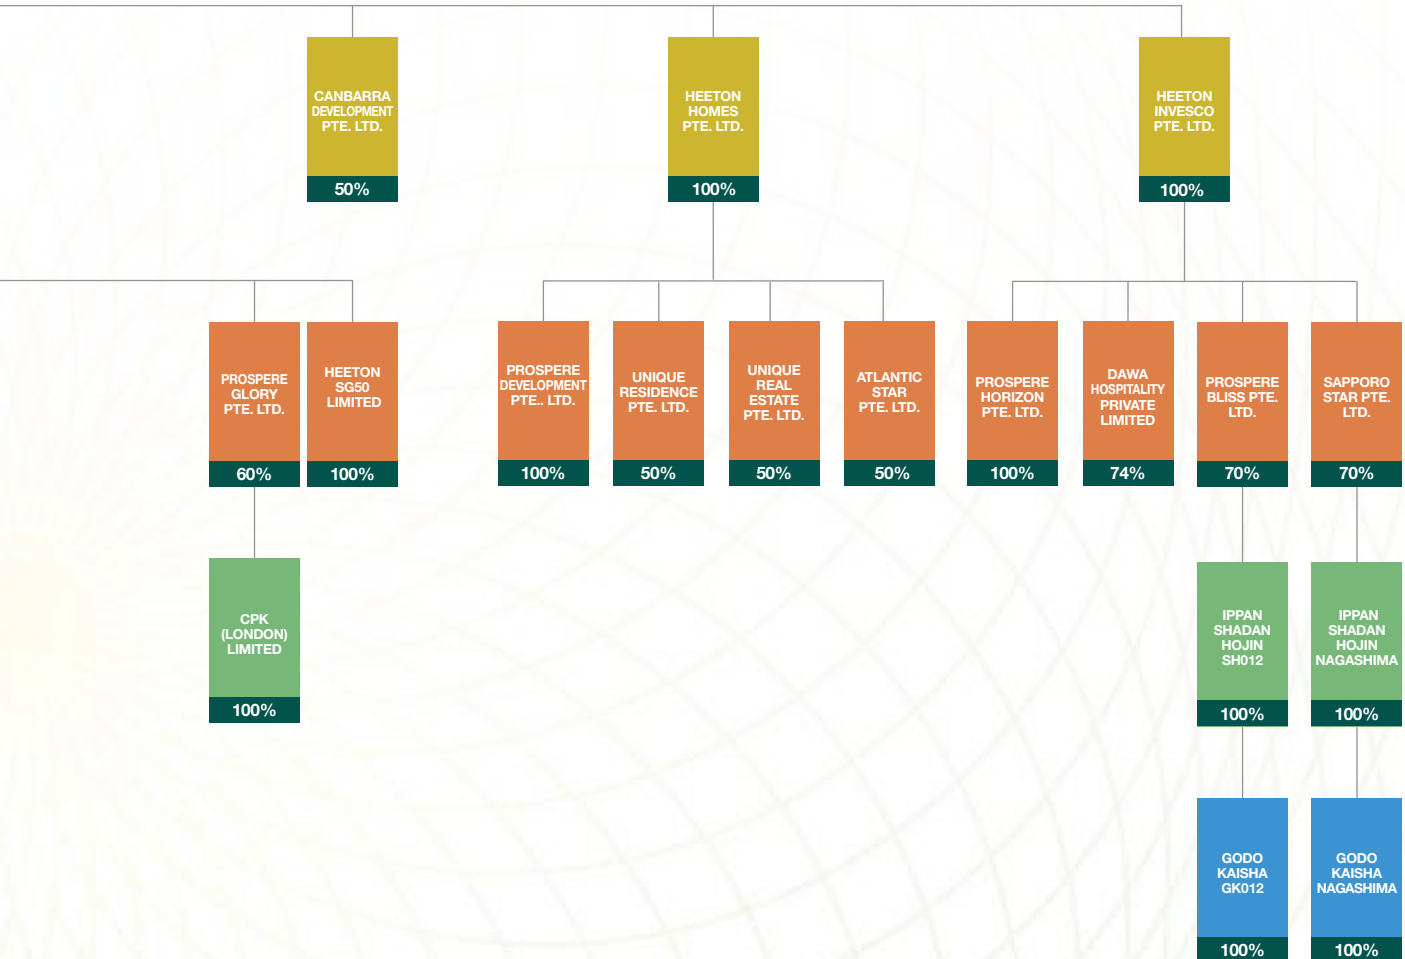 CANBARRA
DEVELOPMENT
PTE. LTD.
50%
HEETON
HOMES
PTE. LTD.
100%
HEETON
INVESCO
PTE. LTD.
100%
PROSPERE
GLORY
PTE. LTD.
60%
HEETON
SG50
LIMITED
100%
PROSPERE
DEVELOPMENT
PTE.. LTD.
100%
UNIQUE
RESIDENCE
PTE. LTD.
50%
UNIQUE
REAL
ESTATE
PTE. LTD.
50%
ATLANTIC
STAR
PTE. LTD.
50%
PROSPERE
HORIZON
PTE. LTD.
100%
DAWA
HOSPITALITY
PRIVATE
LIMITED
74%
PROSPERE
BLISS PTE.
LTD.
70%
SAPPORO
STAR PTE.
LTD.
70%
CPK
(LONDON)
LIMITED
100%
IPPAN
SHADAN
HOJIN
SH012
100%
IPPAN
SHADAN
HOJIN
NAGASHIMA
100%
GODO
KAISHA
GK012
100%
GODO
KAISHA
NAGASHIMA
100%